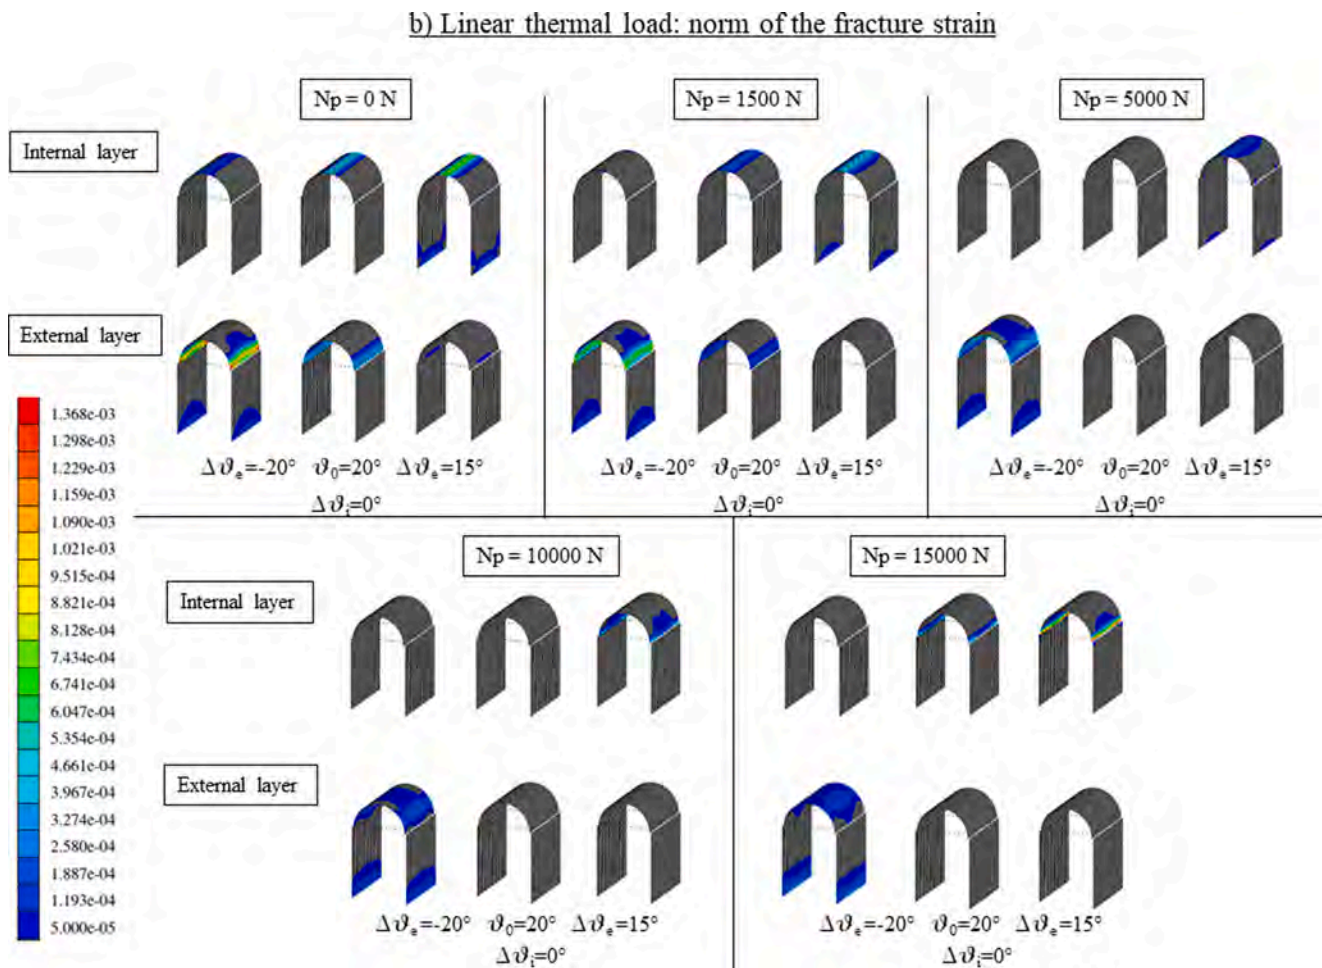 b) Linear thermal load: norm of the fracture strain
Np = 0 N
Np = 1500 N
Np = 5000 N
Internal layer
External layer
1.368e-03
1.298e-03
1.229e-03
1.159e-03
1.090e-03
1.021e-03
9.515e-04
8.821e-04
8.128e-04
7.434e-04
6.741e-04
6.047e-04
5.354e-04
4.661e-04
3.967e-04
3.274e-04
2.580e-04
1.887e-04
1.193e-04
5.000e-05
Δϑe=-20° ϑ0=20° Δϑe=15°
Δϑi=0°
Δϑe=-20° ϑ0=20° Δϑe=15°
Δϑi=0°
Δϑe=-20° ϑ0=20° Δϑe=15°
Δϑi=0°
Np = 10000 N
Np = 15000 N
Internal layer
External layer
Δϑe=-20° ϑ0=20° Δϑe=15°
Δϑi=0°
Δϑe=-20° ϑ0=20° Δϑe=15°
Δϑi=0°